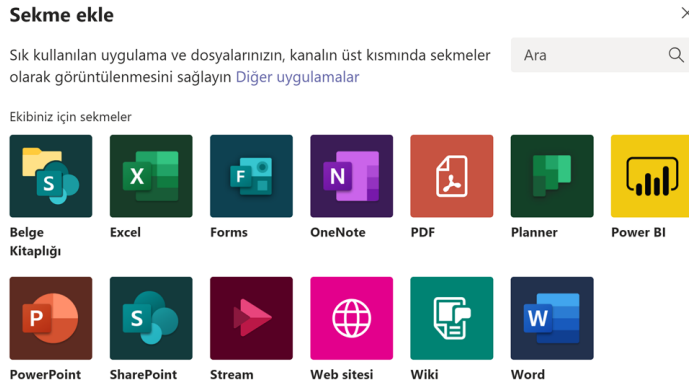 Sekme ekle
Sık kullanılan uygulama ve dosyalarınızın, kanalın üst kısmında sekmeler
olarak görüntülenmesini sağlayın Diğer uygulamalar
Ara
Ekibiniz için sekmeler
S
X
F
N
Belge
Kitaplığı
Excel
Forms
OneNote
PDF
Planner
Power BI
P
S
W
PowerPoint
SharePoint
Stream
Web sitesi
Wiki
Word